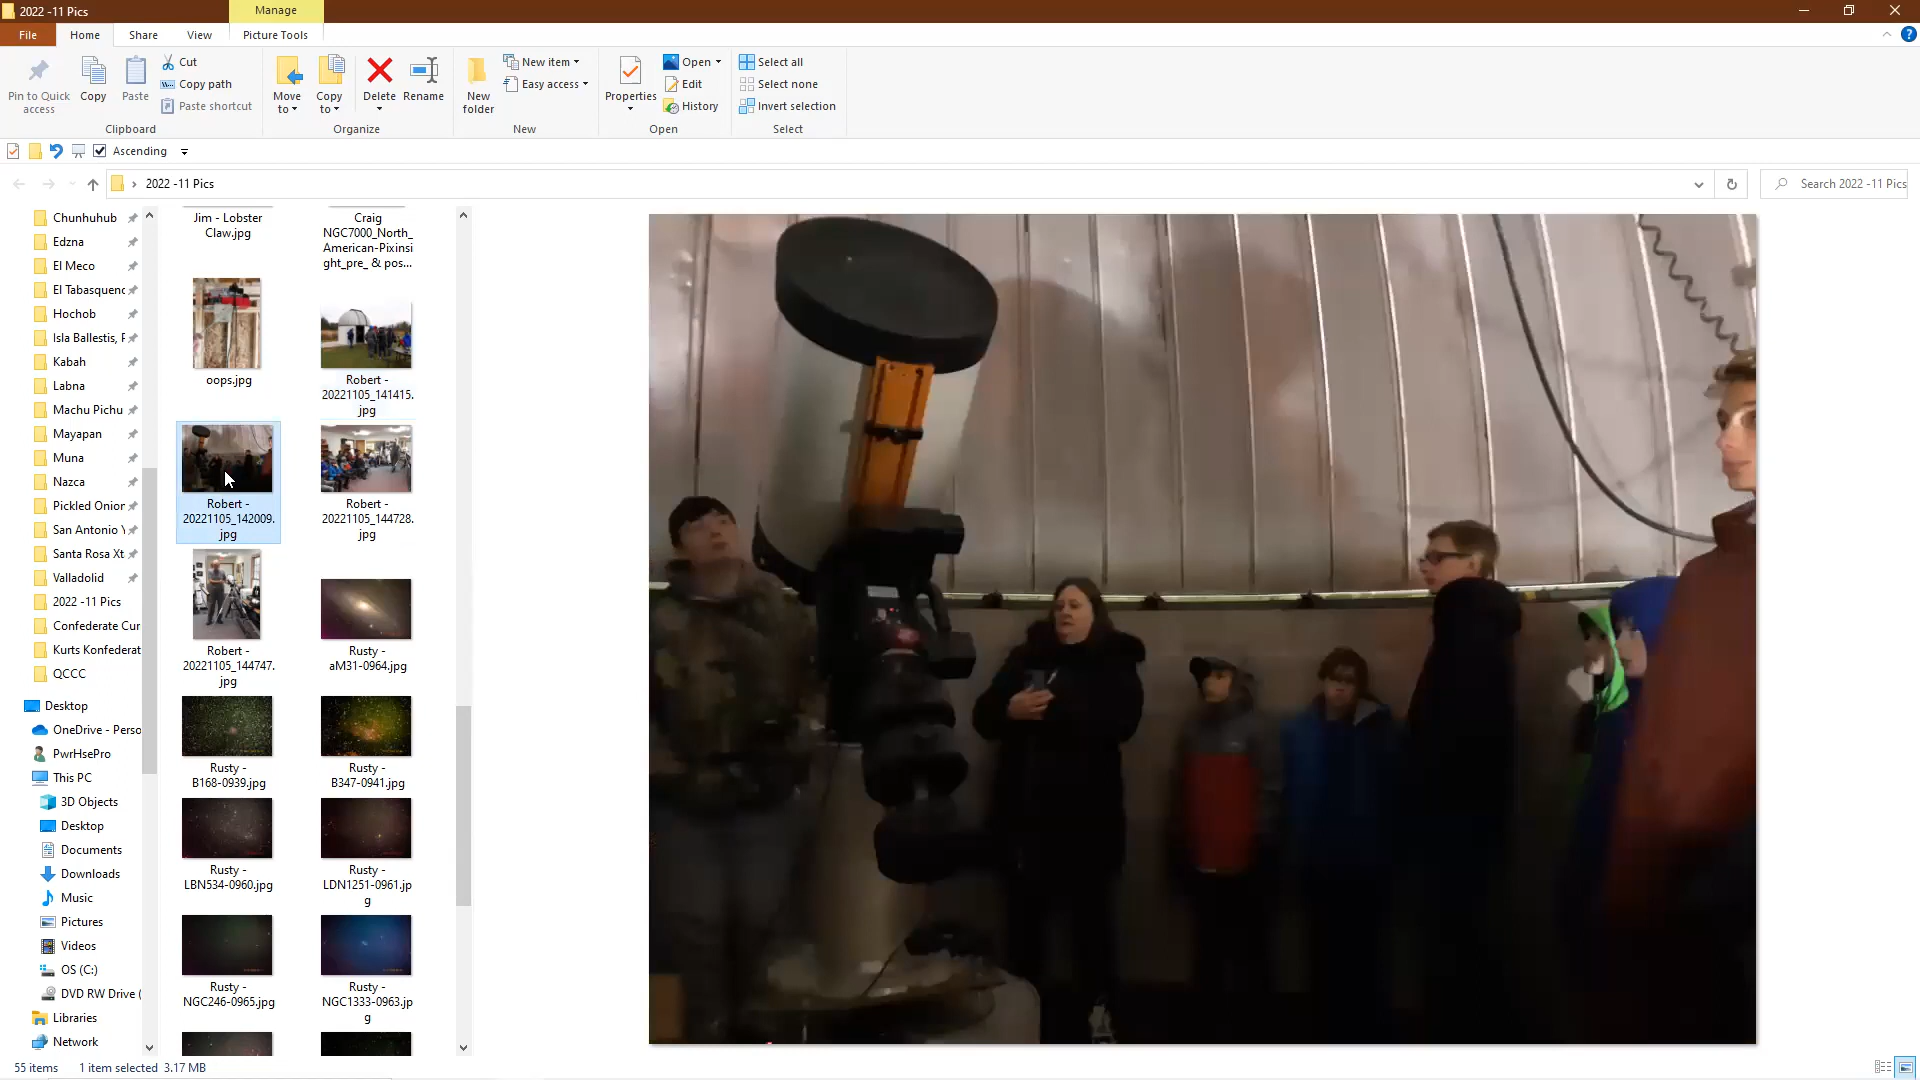 2022 -11 Pics
Manage
File
Home
Share
View
Picture Tools
Pin to Quick
access
Copy
Paste
Cut
Copy path
Paste shortcut
Clipboard
Move
to
Copy
to
Delete
Rename
Organize
New
folder
New item
Easy access
New
Properties
Open
Edit
History
Open
Select all
Select none
Invert selection
Select
Ascending
2022 -11 Pics
Search 2022 -11 Pics
Chunhuhub
Edzna
El Meco
El Tabasquenc
Hochob
Isla Ballestis, F
Kabah
Labna
Machu Pichu
Mayapan
Muna
Nazca
Pickled Onior
San Antonio Y
Santa Rosa Xt
Valladolid
2022 -11 Pics
Confederate Cur
Kurts Konfederat
QCCC
Desktop
OneDrive - Perso
PwrHsePro
This PC
3D Objects
Desktop
Documents
Downloads
Music
Pictures
Videos
OS (C:)
DVD RW Drive (
Libraries
Network
Jim - Lobster
Claw.jpg
Craig
NGC7000_North_
American-Pixinsi
ght_pre_ & pos...
oops.jpg
Robert -
20221105_141415.
jpg
Robert -
20221105_142009.
jpg
Robert -
20221105_144728.
jpg
Robert -
20221105_144747.
jpg
Rusty -
aM31-0964.jpg
Rusty -
B168-0939.jpg
Rusty -
B347-0941.jpg
Rusty -
LBN534-0960.jpg
Rusty -
LDN1251-0961.jp
g
Rusty -
NGC246-0965.jpg
Rusty -
NGC1333-0963.jp
g
55 items
1 item selected 3.17 MB